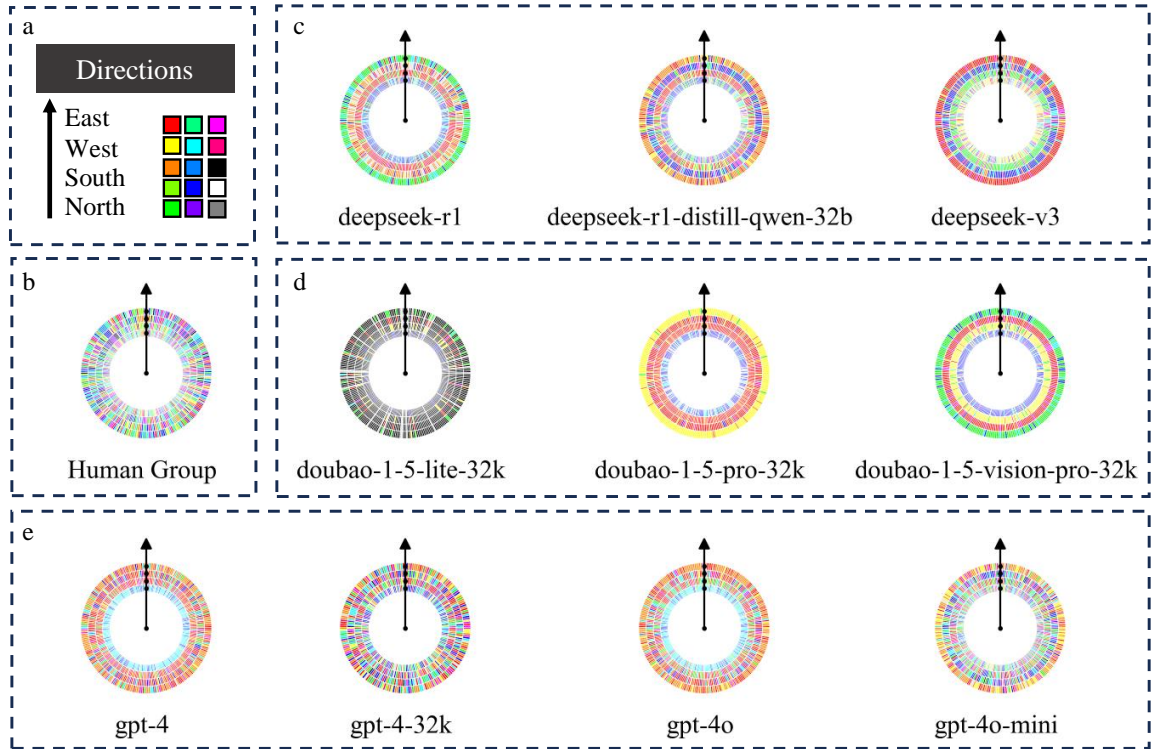 a
Directions
East
West
South
North
c
deepseek-r1
deepseek-r1-distill-qwen-32b
deepseek-v3
b
Human Group
d
doubao-1-5-lite-32k
doubao-1-5-pro-32k
doubao-1-5-vision-pro-32k
e
gpt-4
gpt-4-32k
gpt-4o
gpt-4o-mini